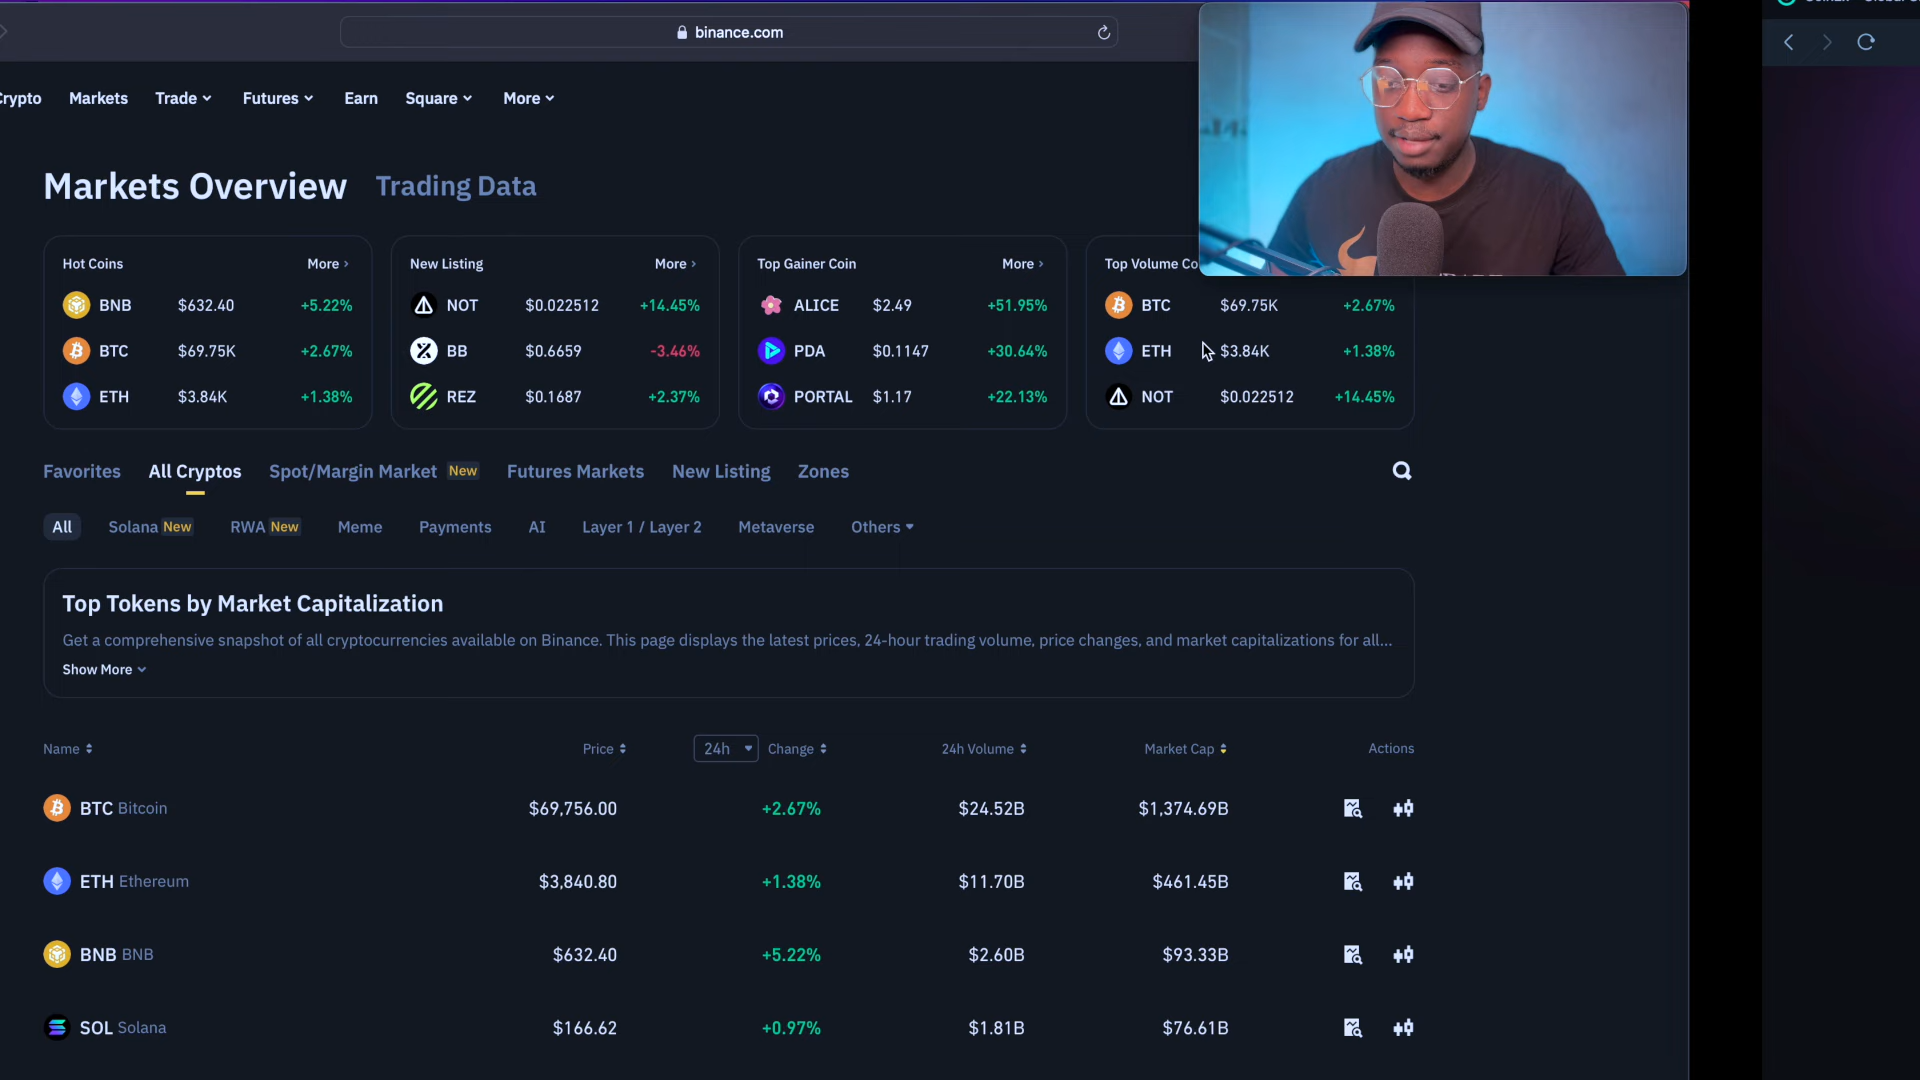 binance.com
Crypto Markets Trade Futures Earn Square More
Markets Overview Trading Data
Hot Coins More
BNB $632.40 +5.22%
BTC $69.75K +2.67%
ETH $3.84K +1.38%
New Listing More
NOT $0.022512 +14.45%
BB $0.6659 -3.46%
REZ $0.1687 +2.37%
Top Gainer Coin More
ALICE $2.49 +51.95%
PDA $0.1147 +30.64%
PORTAL $1.17 +22.13%
Top Volume Co
BTC $69.75K +2.67%
ETH $3.84K +1.38%
NOT $0.022512 +14.45%
Favorites All Cryptos Spot/Margin Market New Futures Markets New Listing Zones
All Solana New RWA New Meme Payments AI Layer 1 / Layer 2 Metaverse Others
Top Tokens by Market Capitalization
Get a comprehensive snapshot of all cryptocurrencies available on Binance. This page displays the latest prices, 24-hour trading volume, price changes, and market capitalizations for all...
Show More
Name Price 24h Change 24h Volume Market Cap Actions
BTC Bitcoin $69,756.00 +2.67% $24.52B $1,374.69B
ETH Ethereum $3,840.80 +1.38% $11.70B $461.45B
BNB BNB $632.40 +5.22% $2.60B $93.33B
SOL Solana $166.62 +0.97% $1.81B $76.61B